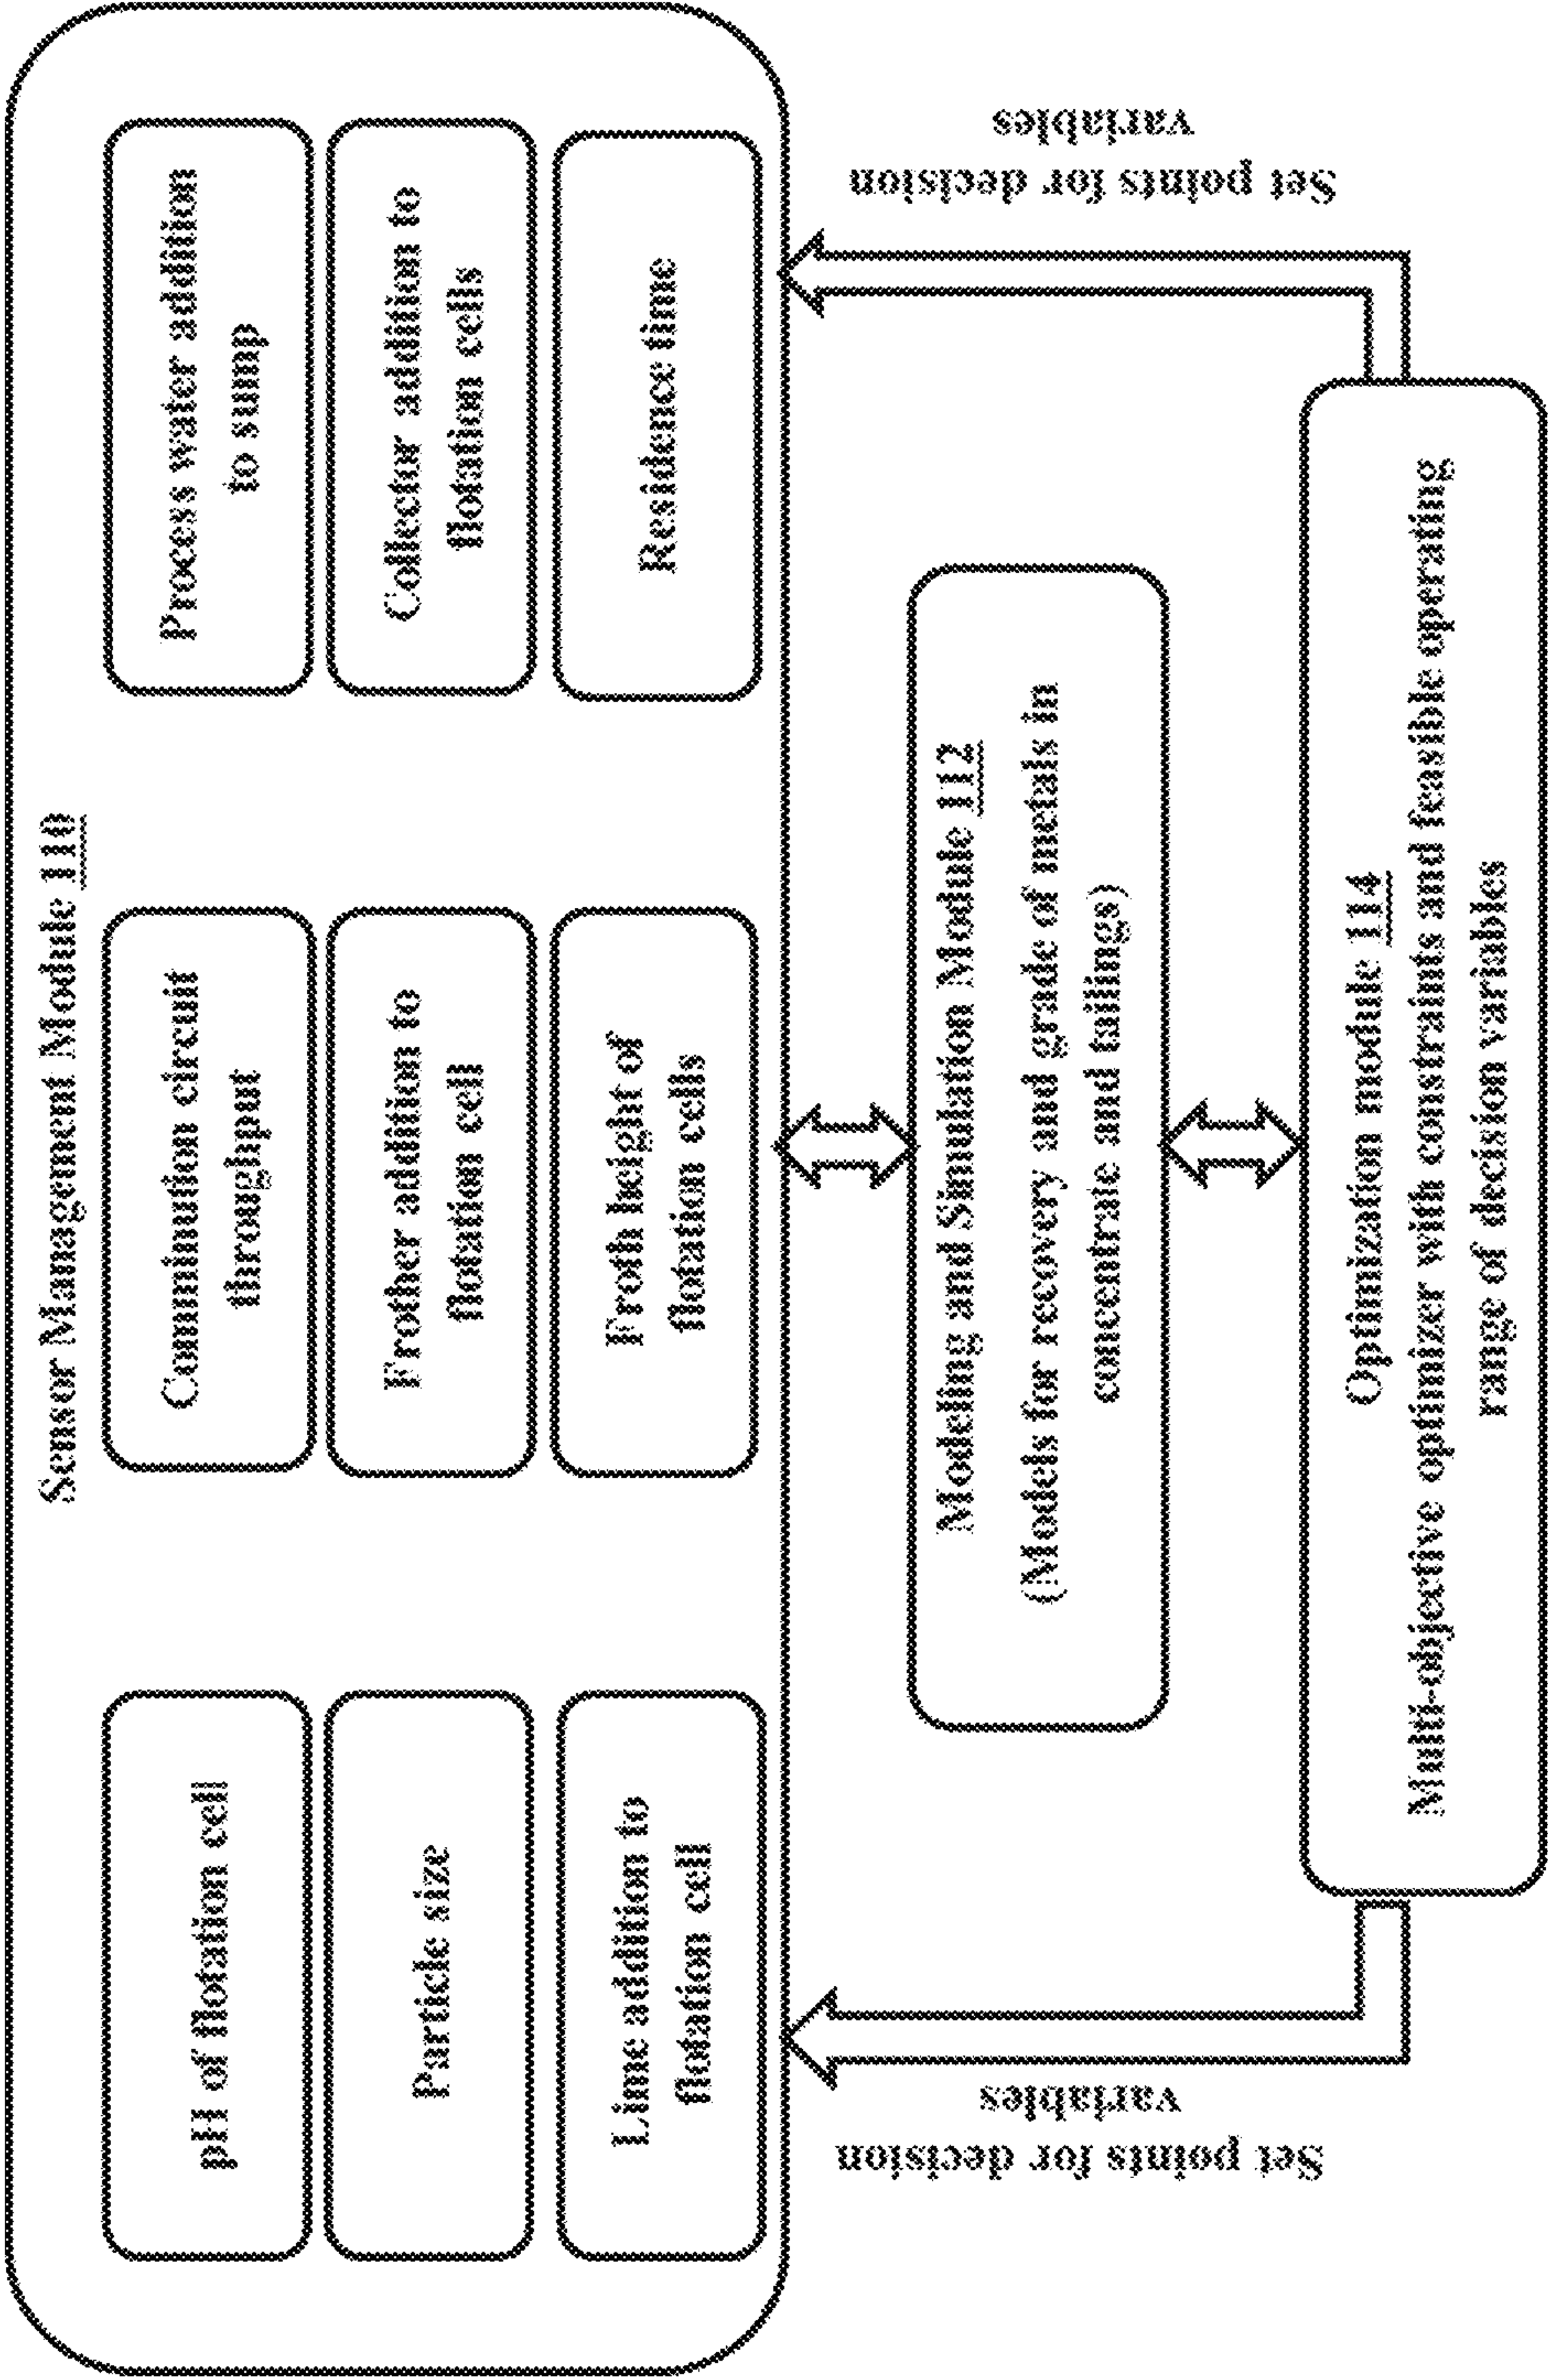 Sensor Management Module 110
pH of flotation cell
Comminution circuit
throughput
Process water addition
to sump
Particle size
Frother addition to
flotation cell
Collector addition to
flotation cells
Lime addition to
flotation cell
Froth height of
flotation cells
Residence time
Set points for decision
variables
Modeling and Simulation Module 112
(Models for recovery and grade of metals in
concentrate and tailings)
Set points for decision
variables
Optimization module 114
Multi-objective optimizer with constraints and feasible operating
range of decision variables